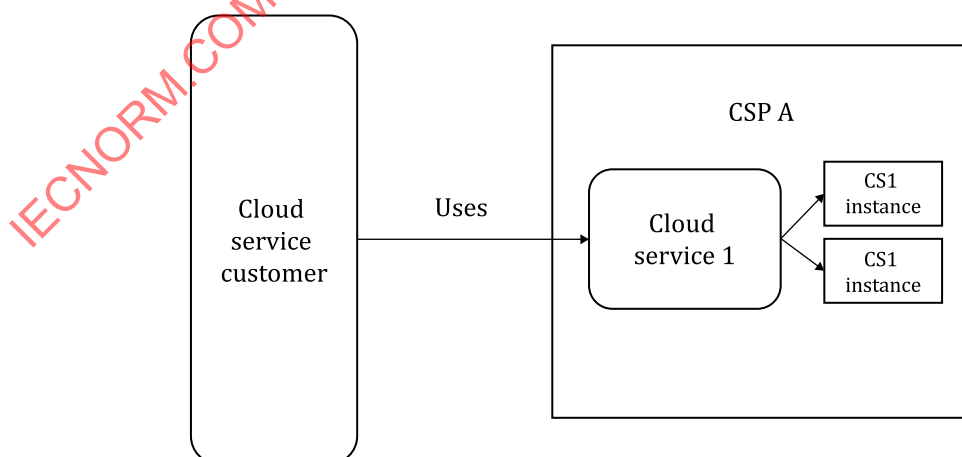 IECNORM.COM
CSP A
Cloud
service
customer
Uses
Cloud
service 1
CS1
instance
CS1
instance